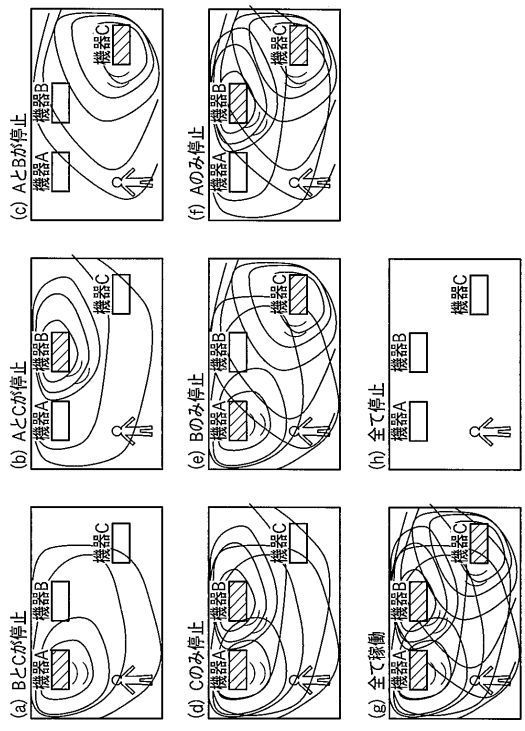 (a) BとCが停止
機器A
機器B
機器C
(b) AとCが停止
機器A
機器B
機器C
(c) AとBが停止
機器A
機器B
機器C
(d) Cのみ停止
機器A
機器B
機器C
(e) Bのみ停止
機器A
機器B
機器C
(f) Aのみ停止
機器A
機器B
機器C
(g) 全て稼働
機器A
機器B
機器C
(h) 全て停止
機器A
機器B
機器C